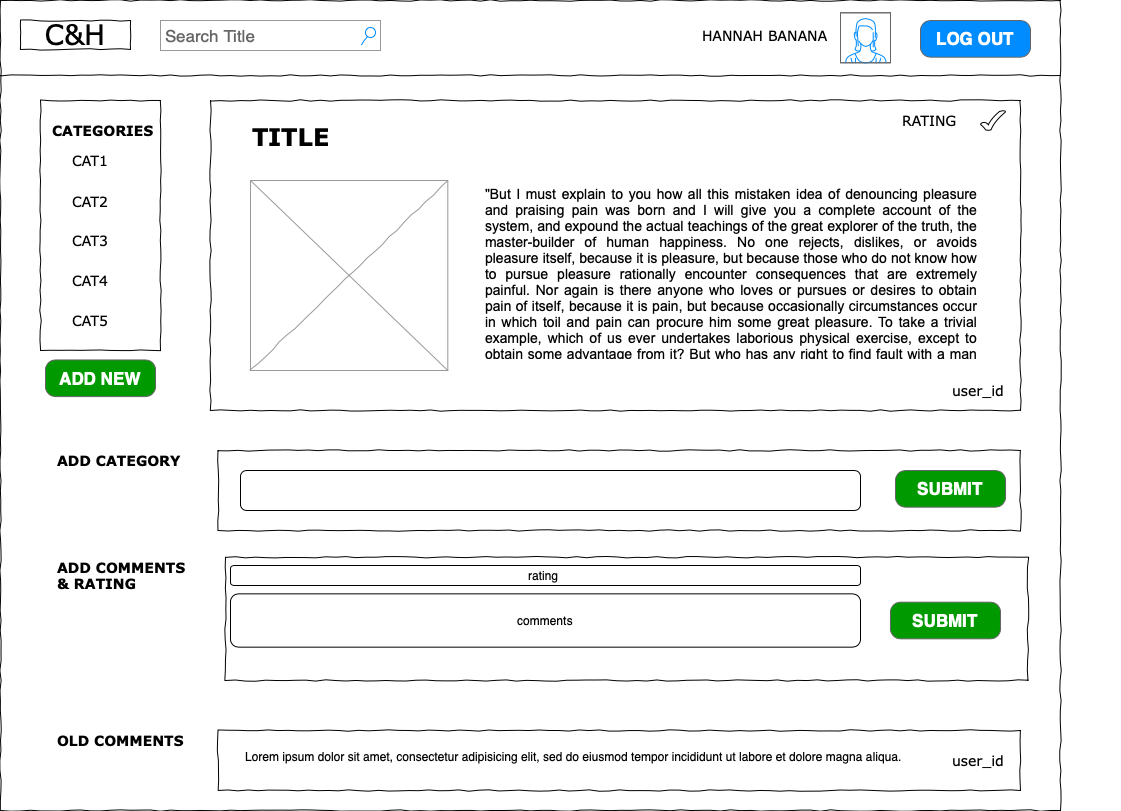 C&H
Search Title
HANNAH BANANA
LOG OUT
CATEGORIES
CAT1
CAT2
CAT3
CAT4
CAT5
ADD NEW
TITLE
RATING
"But I must explain to you how all this mistaken idea of denouncing pleasure
and praising pain was born and I will give you a complete account of the
system, and expound the actual teachings of the great explorer of the truth, the
master-builder of human happiness. No one rejects, dislikes, or avoids
pleasure itself, because it is pleasure, but because those who do not know how
to pursue pleasure rationally encounter consequences that are extremely
painful. Nor again is there anyone who loves or pursues or desires to obtain
pain of itself, because it is pain, but because occasionally circumstances occur
in which toil and pain can procure him some great pleasure. To take a trivial
example, which of us ever undertakes laborious physical exercise, except to
obtain some advantage from it? But who has any right to find fault with a man
user_id
ADD CATEGORY
SUBMIT
ADD COMMENTS
& RATING
rating
comments
SUBMIT
OLD COMMENTS
Lorem ipsum dolor sit amet, consectetur adipisicing elit, sed do eiusmod tempor incididunt ut labore et dolore magna aliqua.
user_id